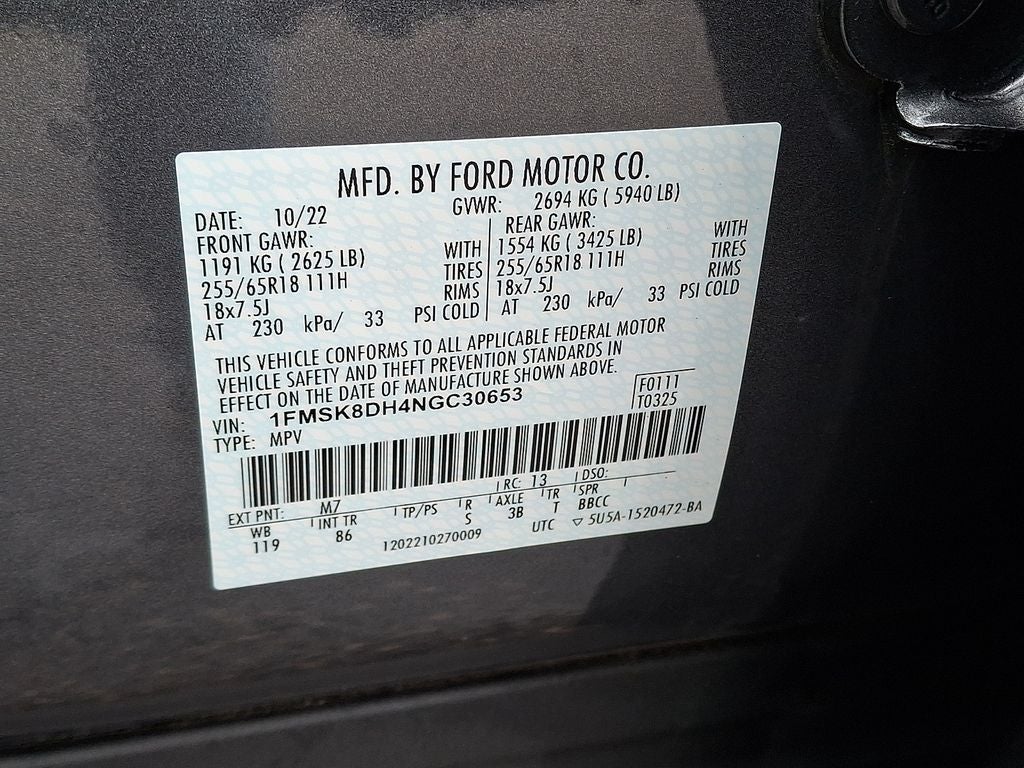 MFD. BY FORD MOTOR CO.
DATE: 10/22 GVWR: 2694 KG ( 5940 LB)
FRONT GAWR: REAR GAWR:
1191 KG ( 2625 LB) WITH 1554 KG ( 3425 LB) WITH
255/65R18 111H TIRES 255/65R18 111H TIRES
18x7.5J RIMS 18x7.5J RIMS
AT 230 kPa/ 33 PSI COLD AT 230 kPa/ 33 PSI COLD
THIS VEHICLE CONFORMS TO ALL APPLICABLE FEDERAL MOTOR
VEHICLE SAFETY AND THEFT PREVENTION STANDARDS IN
EFFECT ON THE DATE OF MANUFACTURE SHOWN ABOVE.
VIN: 1FMSK8DH4NGC30653 F0111
TYPE: MPV T0325
EXT PNT: M7 RC: 13 DSO:
WB INT TR TP/PS R AXLE TR SPR
119 86 S 3B T BBCC
1202210270009 UTC ▽ 5U5A-1520472-BA